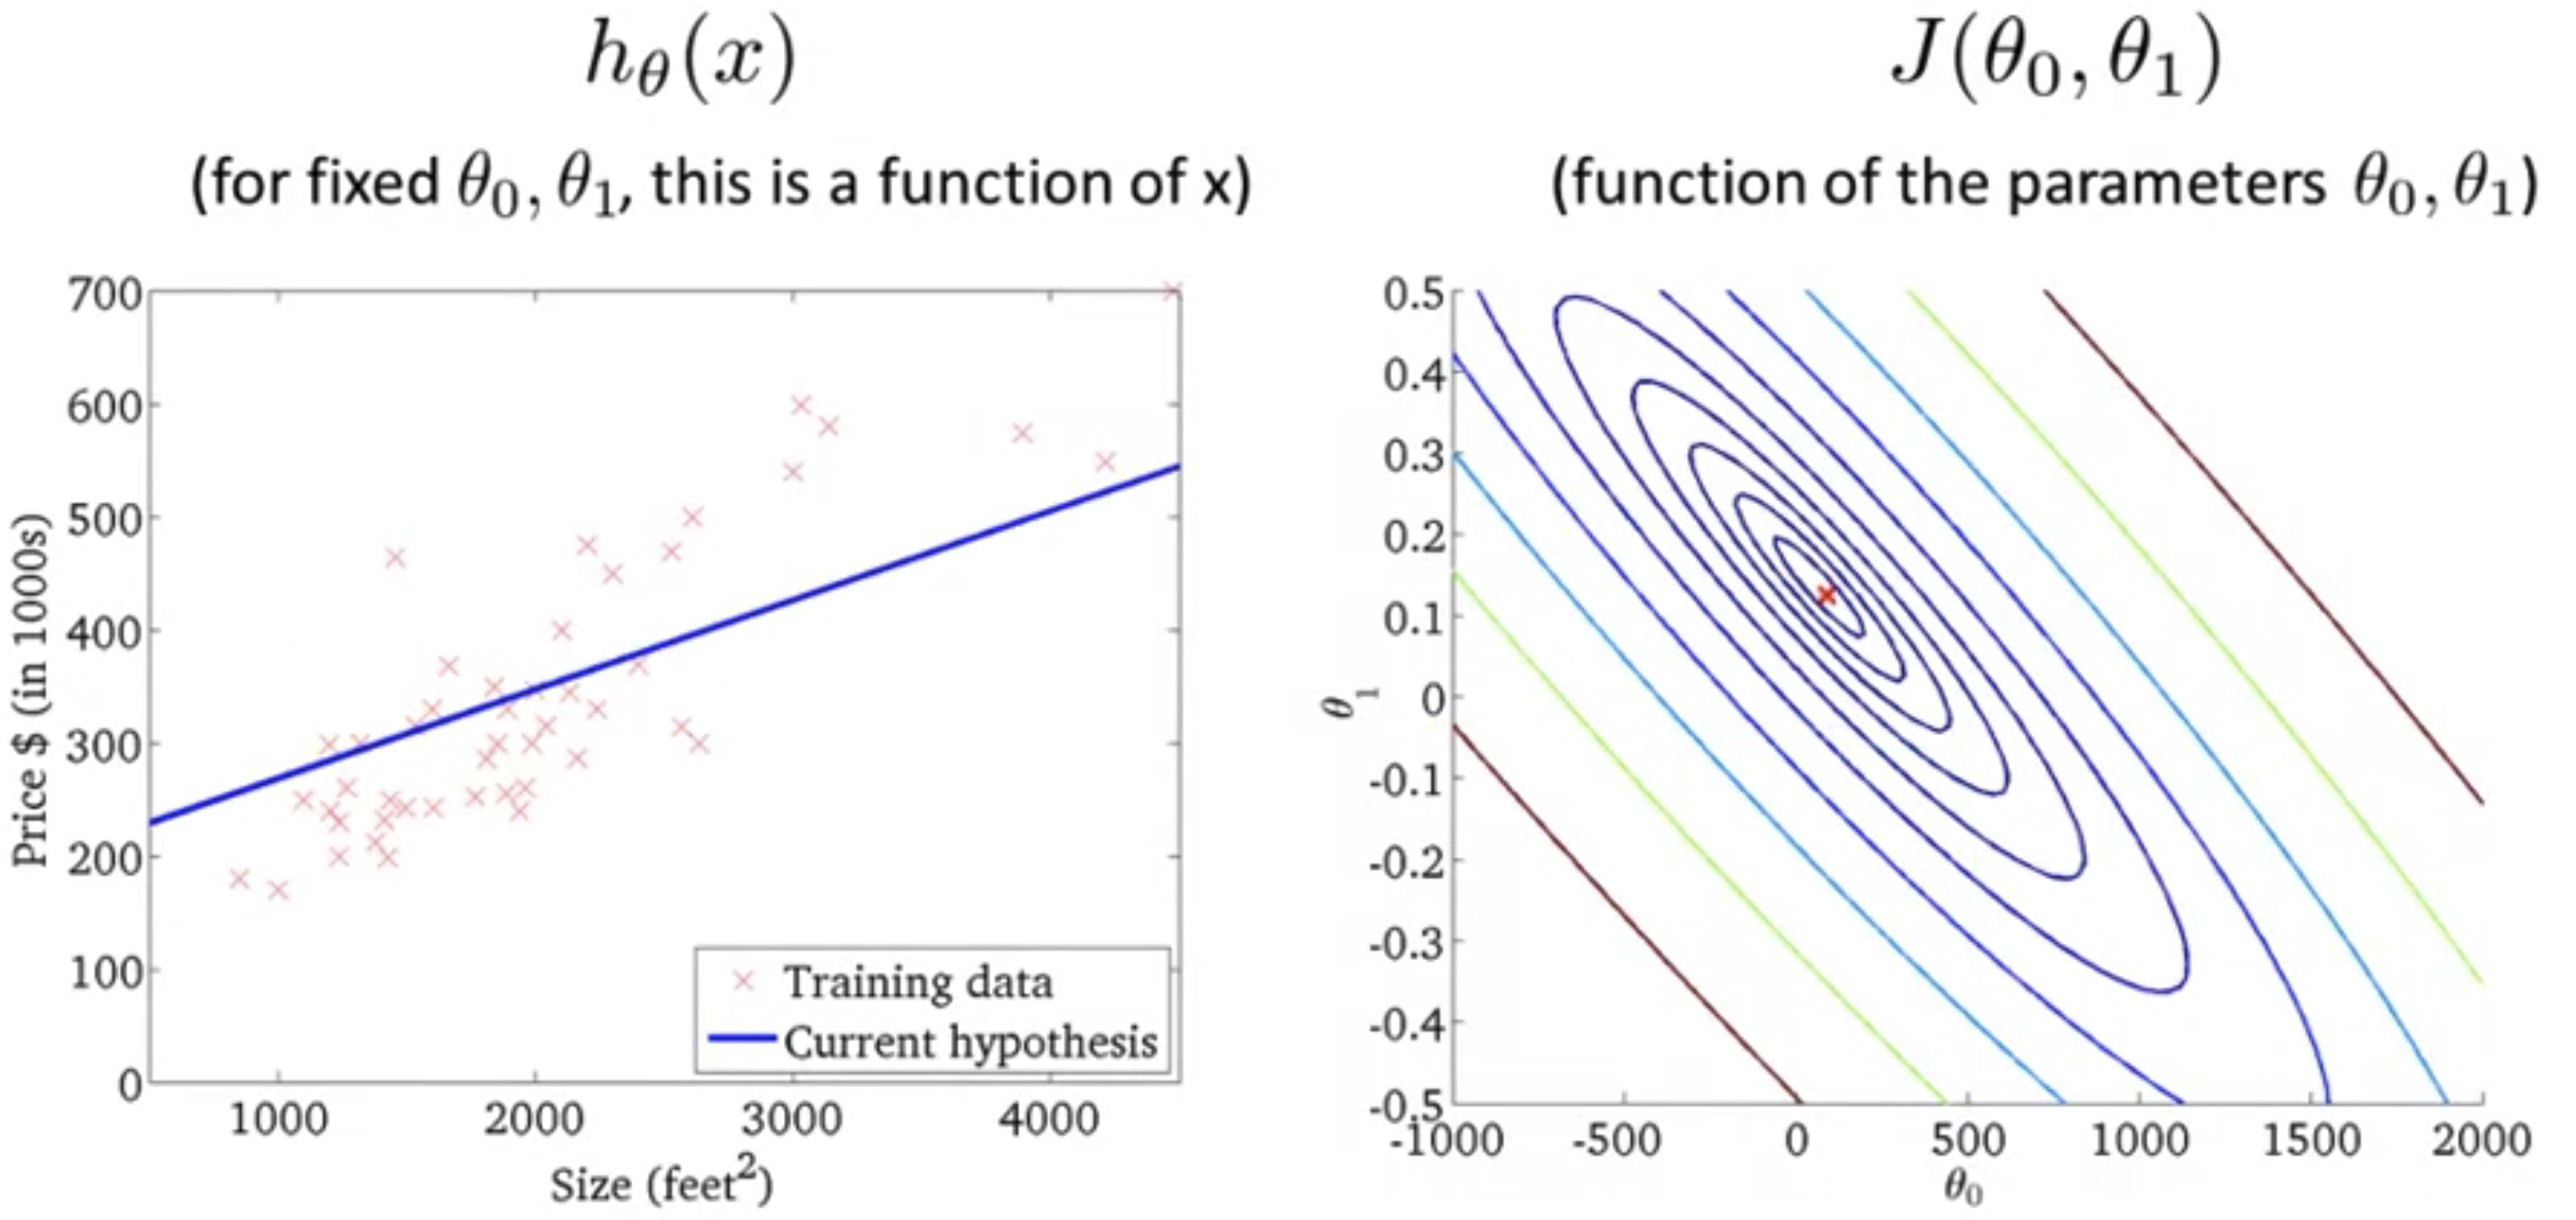 h_θ(x)
(for fixed θ₀, θ₁, this is a function of x)
700
600
500
400
300
200
100
0
Price $ (in 1000s)
1000 2000 3000 4000
Size (feet²)
Training data
Current hypothesis
J(θ₀, θ₁)
(function of the parameters θ₀, θ₁)
0.5
0.4
0.3
0.2
0.1
0
-0.1
-0.2
-0.3
-0.4
-0.5
θ₁
-1000 -500 0 500 1000 1500 2000
θ₀